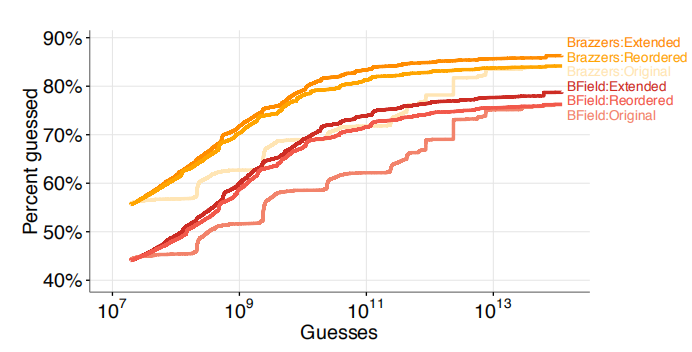 90%
80%
70%
60%
50%
40%
Percent guessed
10^7
10^9
10^11
10^13
Guesses
Brazzers:Extended
Brazzers:Reordered
Brazzers:Original
BField:Extended
BField:Reordered
BField:Original